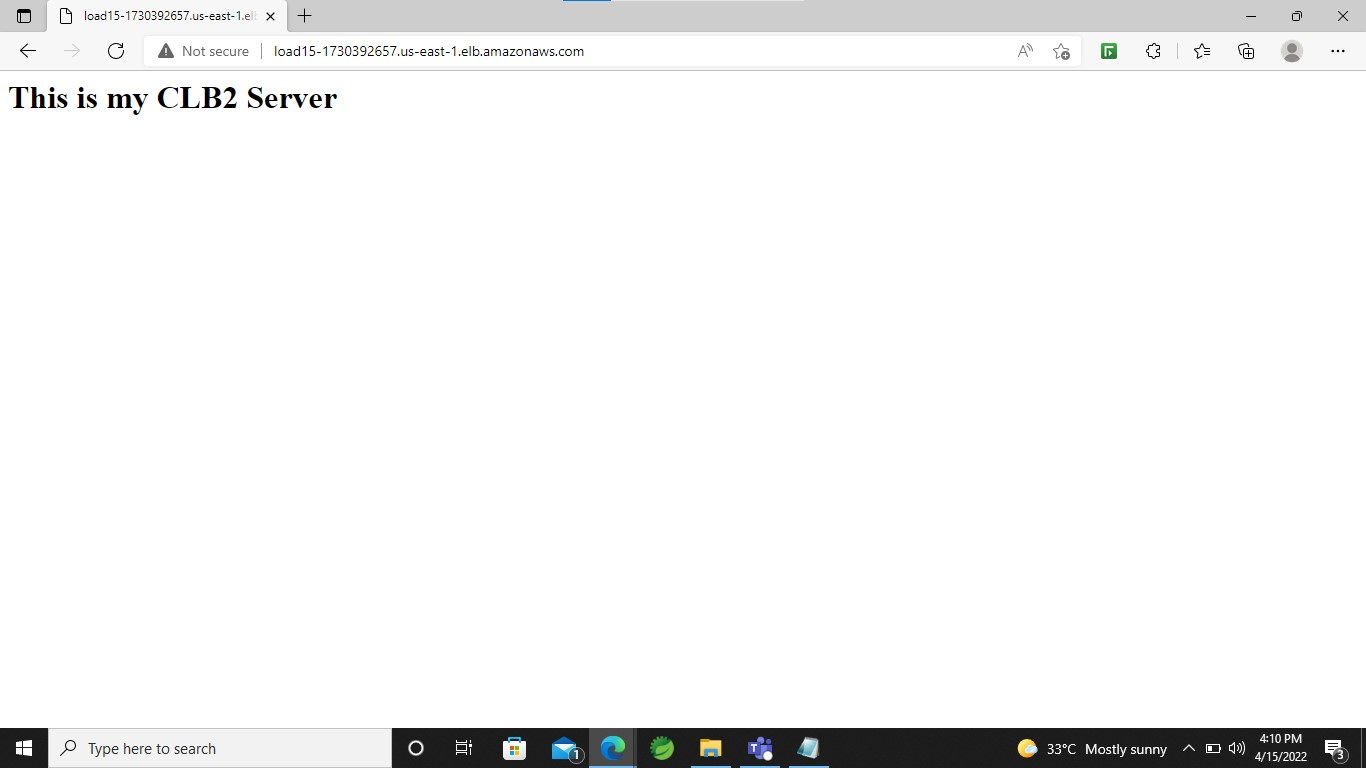 load15-1730392657.us-east-1.el
Not secure
load15-1730392657.us-east-1.elb.amazonaws.com
This is my CLB2 Server
Type here to search
1
33°C Mostly sunny
4:10 PM
4/15/2022
3